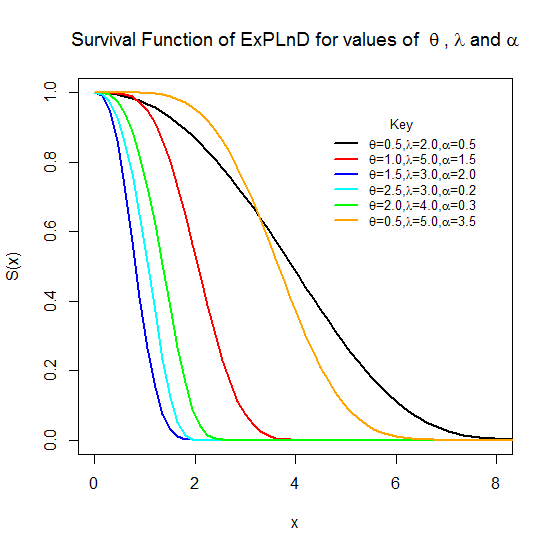 Survival Function of ExPLnD for values of θ , λ and α
Key
θ=0.5,λ=2.0,α=0.5
θ=1.0,λ=5.0,α=1.5
θ=1.5,λ=3.0,α=2.0
θ=2.5,λ=3.0,α=0.2
θ=2.0,λ=4.0,α=0.3
θ=0.5,λ=5.0,α=3.5
S(x)
1.0
0.8
0.6
0.4
0.2
0.0
0 2 4 6 8
x